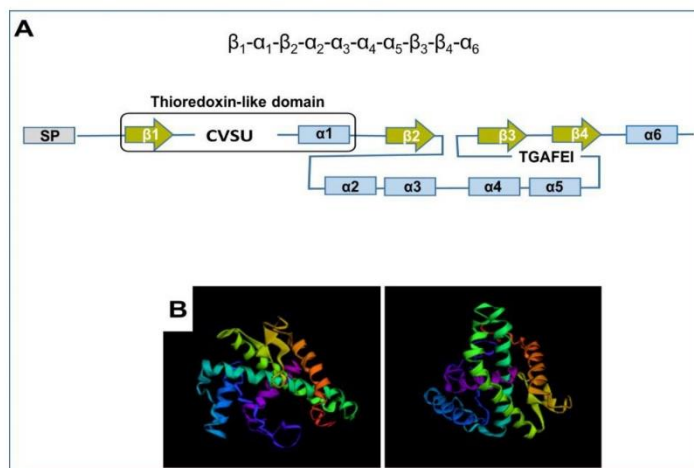 A
β1-α1-β2-α2-α3-α4-α5-β3-β4-α6
Thioredoxin-like domain
SP β1 CVSU α1 β2 β3 β4 α6
TGAFEI
α2 α3 α4 α5
B